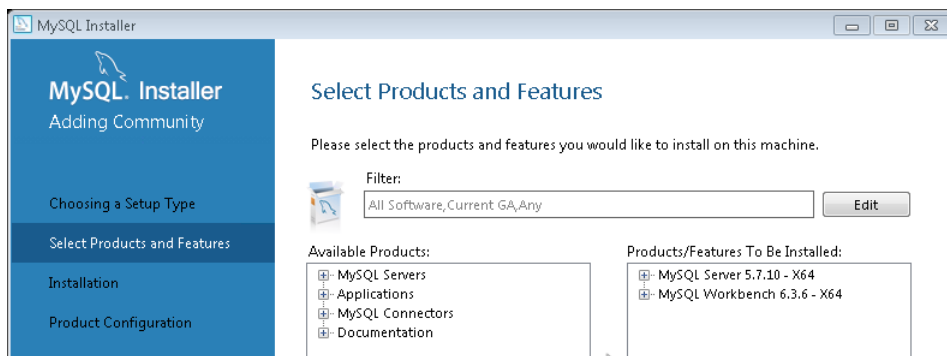 MySQL Installer
MySQL. Installer
Adding Community
Choosing a Setup Type
Select Products and Features
Installation
Product Configuration
Select Products and Features
Please select the products and features you would like to install on this machine.
Filter:
All Software,Current GA,Any
Edit
Available Products:
MySQL Servers
Applications
MySQL Connectors
Documentation
Products/Features To Be Installed:
MySQL Server 5.7.10 - X64
MySQL Workbench 6.3.6 - X64